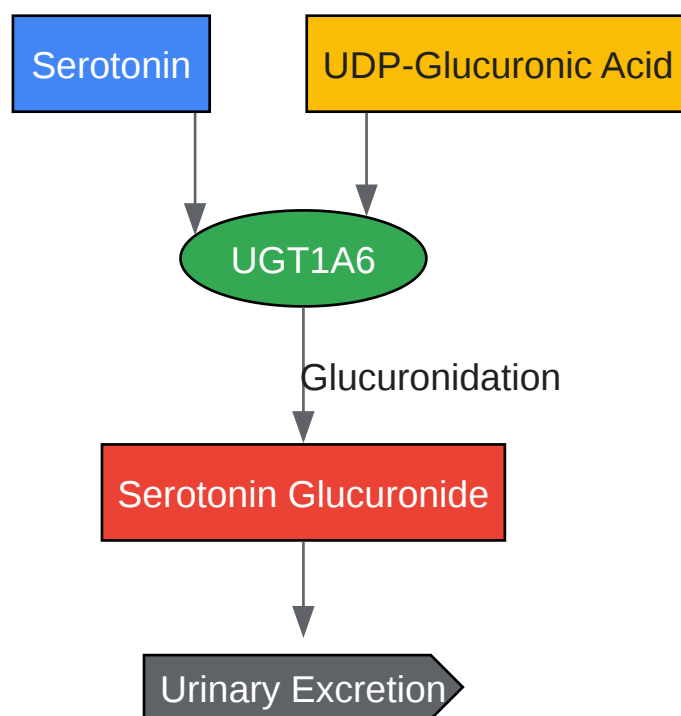 Serotonin
UDP-Glucuronic Acid
UGT1A6
Glucuronidation
Serotonin Glucuronide
Urinary Excretion